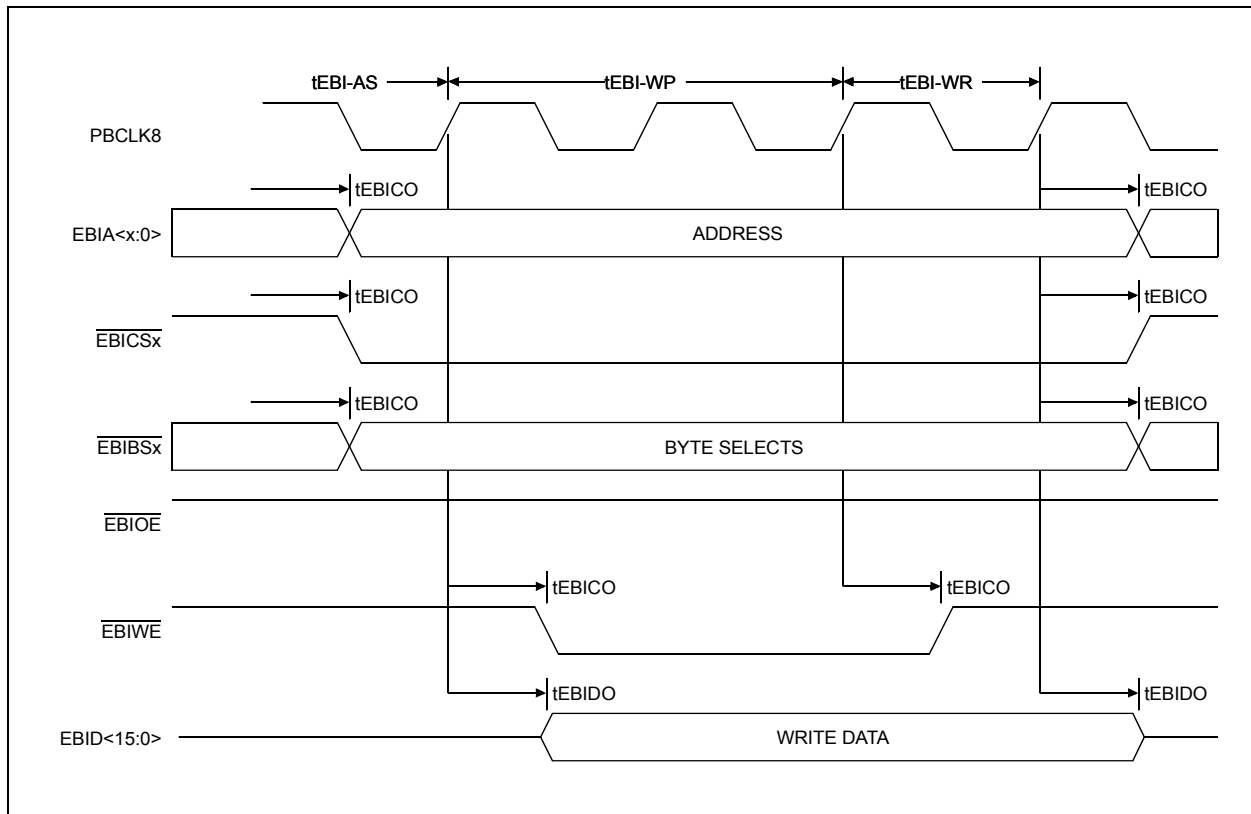 tEBI-AS tEBI-WP tEBI-WR
PBCLK8
tEBICO tEBICO
EBIA<x:0> ADDRESS
tEBICO tEBICO
EBICSx
tEBICO tEBICO
EBIBSx BYTE SELECTS
EBIOE
tEBICO tEBICO
EBIWE
tEBIDO tEBIDO
EBID<15:0> WRITE DATA